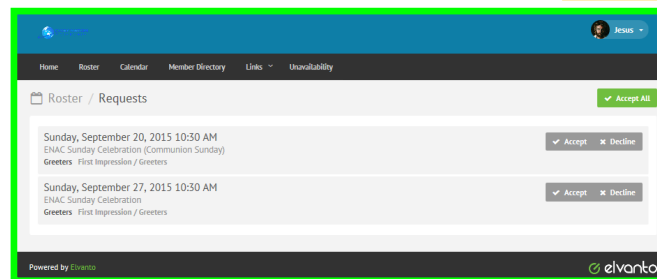 Jesus
Home Roster Calendar Member Directory Links Unavailability
Roster / Requests
Accept All
Sunday, September 20, 2015 10:30 AM
ENAC Sunday Celebration (Communion Sunday)
Greeters First Impression / Greeters
Accept Decline
Sunday, September 27, 2015 10:30 AM
ENAC Sunday Celebration
Greeters First Impression / Greeters
Accept Decline
Powered by Elvanto
elvanto